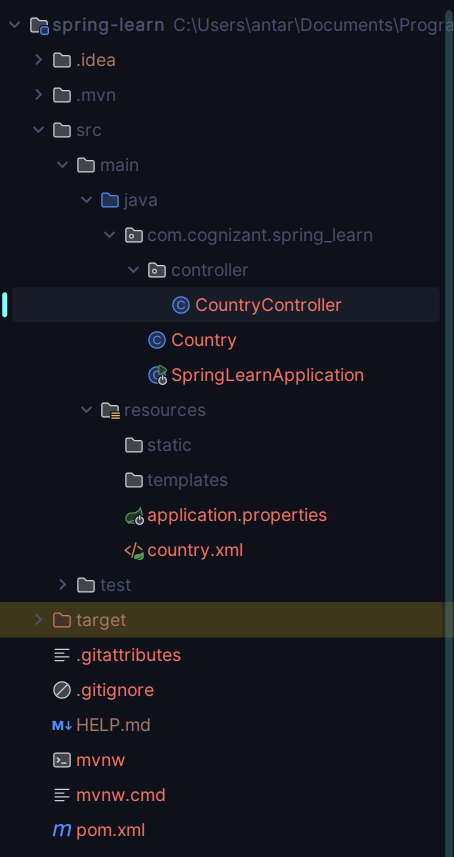 spring-learn C:\Users\antar\Documents\Progra
.idea
.mvn
src
main
java
com.cognizant.spring_learn
controller
CountryController
Country
SpringLearnApplication
resources
static
templates
application.properties
country.xml
test
target
.gitattributes
.gitignore
HELP.md
mvnw
mvnw.cmd
pom.xml